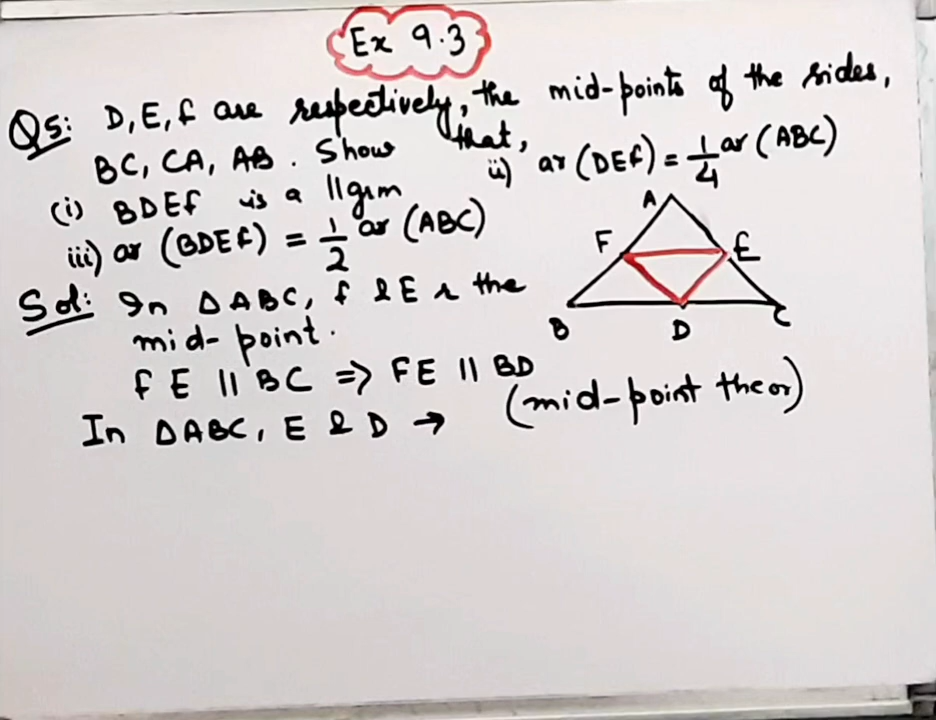 Ex 9.3
Q5: D, E, f are respectively, the mid-points of the sides,
BC, CA, AB. Show that,
(i) BDEf is a ||grm
ii) ar (DEf) = 1/4 ar (ABC)
iii) ar (BDEf) = 1/2 ar (ABC)
Sol: In ΔABC, f & E r the
mid-point.
f E || BC => FE || BD
(mid-point theor)
In ΔABC, E & D →
A
F
E
B
D
C